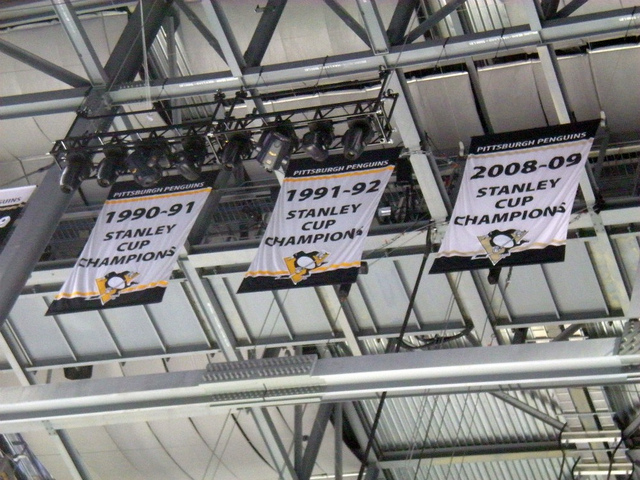 PITTSBURGH PENGUINS
1990-91
STANLEY
CUP
CHAMPIONS
PITTSBURGH PENGUINS
1991-92
STANLEY
CUP
CHAMPIONS
PITTSBURGH PENGUINS
2008-09
STANLEY
CUP
CHAMPIONS